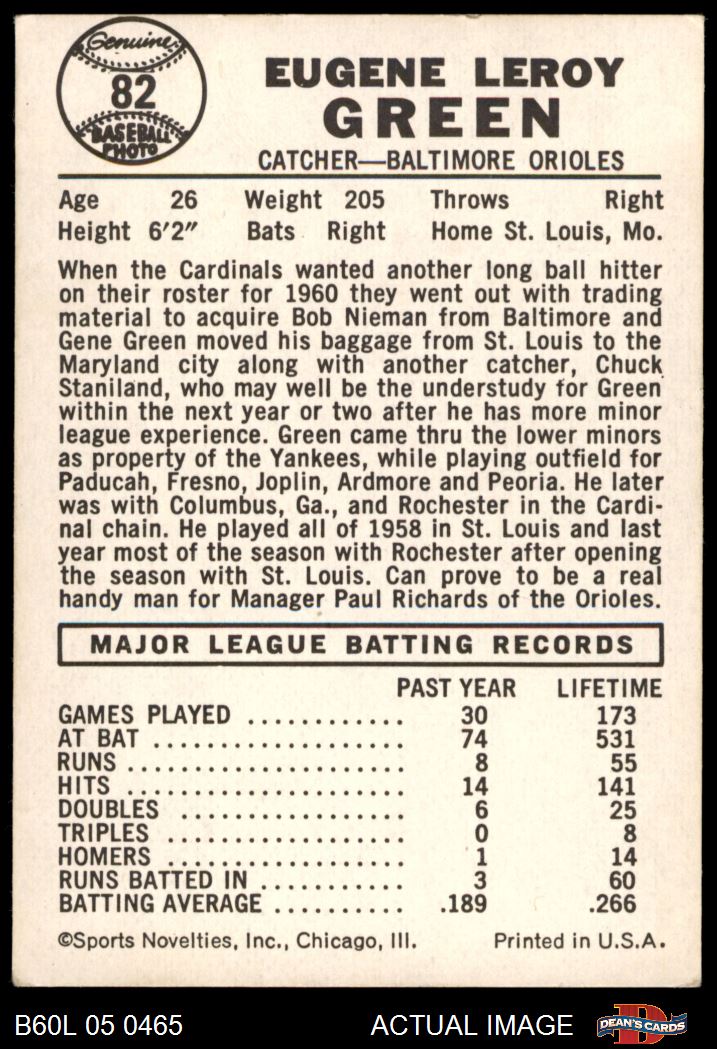 Genuine
82
BASEBALL
PHOTO
EUGENE LEROY
GREEN
CATCHER—BALTIMORE ORIOLES
Age 26 Weight 205 Throws Right
Height 6'2" Bats Right Home St. Louis, Mo.
When the Cardinals wanted another long ball hitter
on their roster for 1960 they went out with trading
material to acquire Bob Nieman from Baltimore and
Gene Green moved his baggage from St. Louis to the
Maryland city along with another catcher, Chuck
Staniland, who may well be the understudy for Green
within the next year or two after he has more minor
league experience. Green came thru the lower minors
as property of the Yankees, while playing outfield for
Paducah, Fresno, Joplin, Ardmore and Peoria. He later
was with Columbus, Ga., and Rochester in the Cardi-
nal chain. He played all of 1958 in St. Louis and last
year most of the season with Rochester after opening
the season with St. Louis. Can prove to be a real
handy man for Manager Paul Richards of the Orioles.
MAJOR LEAGUE BATTING RECORDS
PAST YEAR LIFETIME
GAMES PLAYED ............ 30 173
AT BAT .................... 74 531
RUNS ...................... 8 55
HITS ...................... 14 141
DOUBLES .................. 6 25
TRIPLES ................... 0 8
HOMERS ................... 1 14
RUNS BATTED IN ........... 3 60
BATTING AVERAGE .......... .189 .266
©Sports Novelties, Inc., Chicago, Ill. Printed in U.S.A.
B60L 05 0465 ACTUAL IMAGE D DEAN'S CARDS